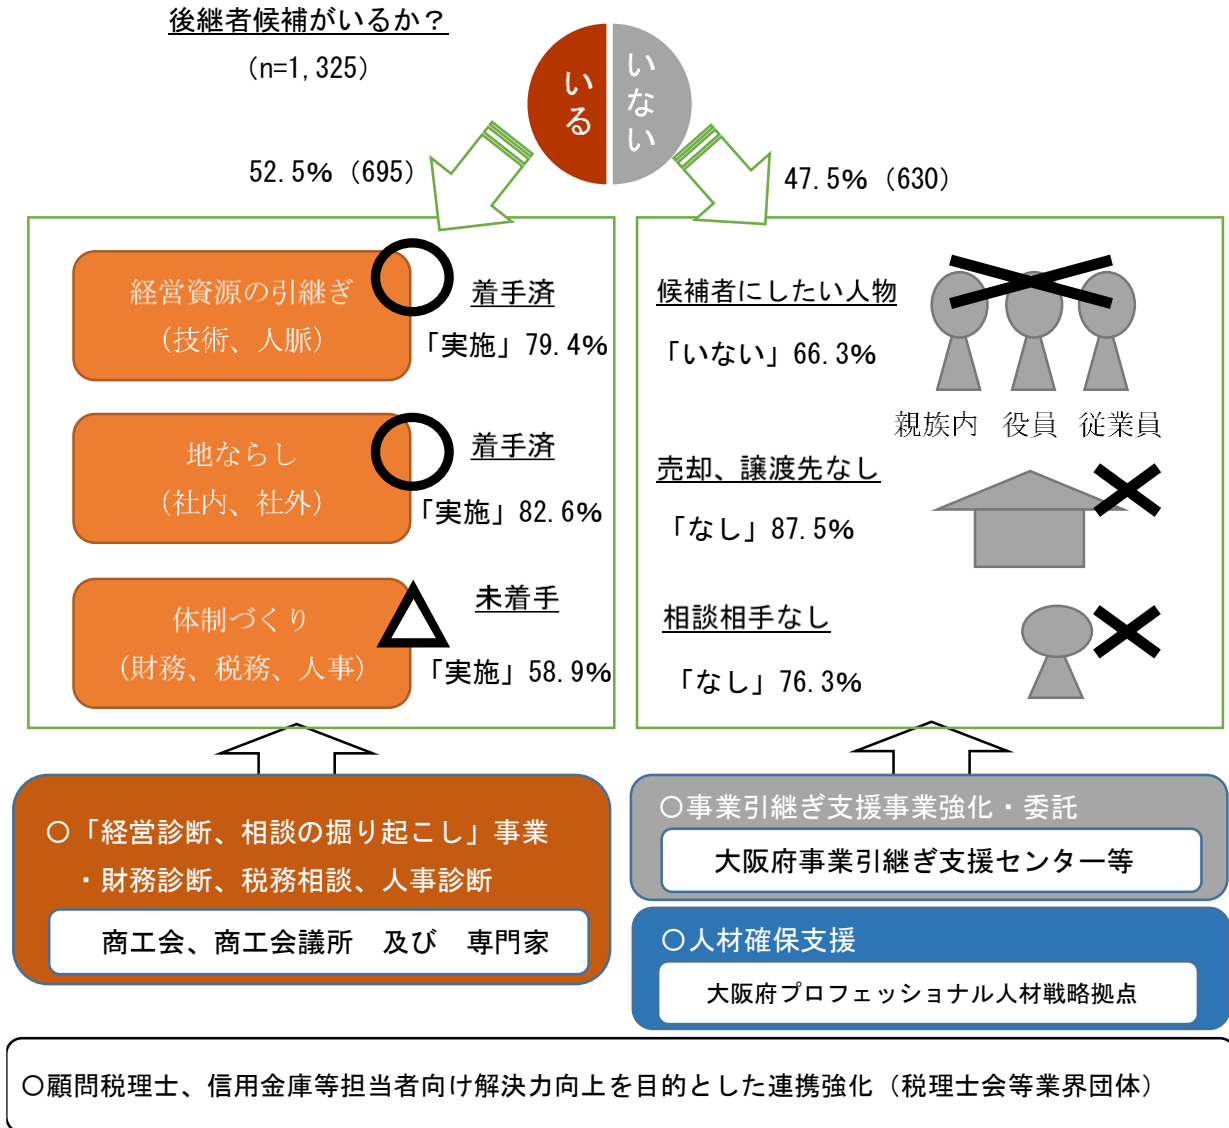 後継者候補がいるか？
（n=1,325）
いる
いない
52.5%（695）
47.5%（630）
経営資源の引継ぎ
（技術、人脈）
着手済
「実施」79.4%
地ならし
（社内、社外）
着手済
「実施」82.6%
体制づくり
（財務、税務、人事）
未着手
「実施」58.9%
候補者にしたい人物
「いない」66.3%
親族内 役員 従業員
売却、譲渡先なし
「なし」87.5%
相談相手なし
「なし」76.3%
○「経営診断、相談の掘り起こし」事業
・財務診断、税務相談、人事診断
商工会、商工会議所　及び　専門家
○事業引継ぎ支援事業強化・委託
大阪府事業引継ぎ支援センター等
○人材確保支援
大阪府プロフェッショナル人材戦略拠点
○顧問税理士、信用金庫等担当者向け解決力向上を目的とした連携強化（税理士会等業界団体）